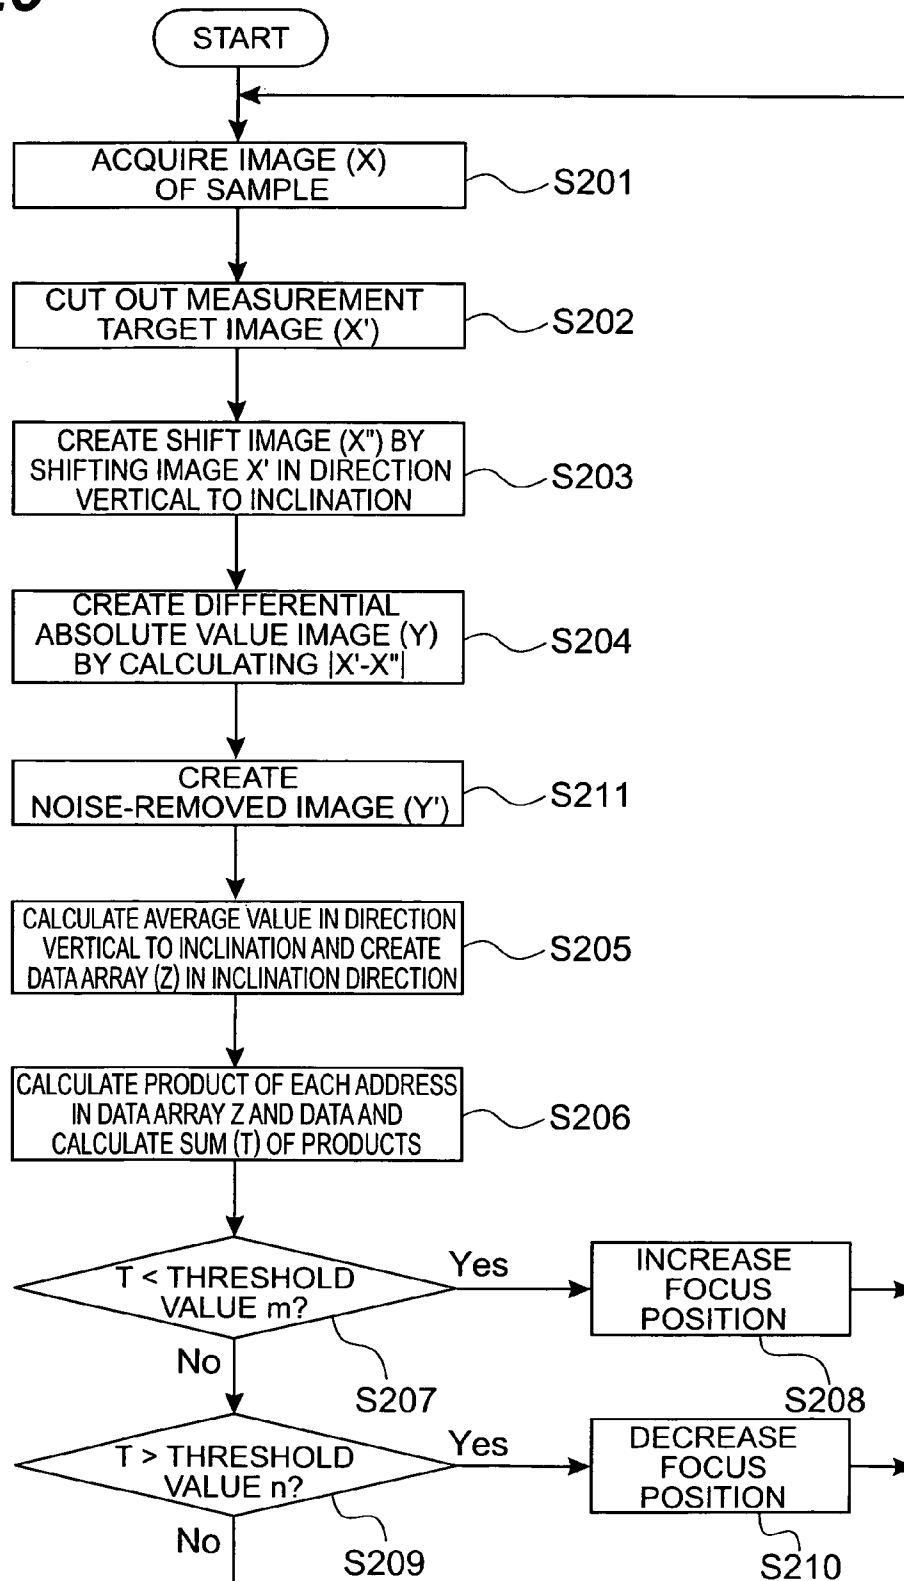 START
ACQUIRE IMAGE (X)
OF SAMPLE
S201
CUT OUT MEASUREMENT
TARGET IMAGE (X')
S202
CREATE SHIFT IMAGE (X") BY
SHIFTING IMAGE X' IN DIRECTION
VERTICAL TO INCLINATION
S203
CREATE DIFFERENTIAL
ABSOLUTE VALUE IMAGE (Y)
BY CALCULATING |X'-X"|
S204
CREATE
NOISE-REMOVED IMAGE (Y')
S211
CALCULATE AVERAGE VALUE IN DIRECTION
VERTICAL TO INCLINATION AND CREATE
DATA ARRAY (Z) IN INCLINATION DIRECTION
S205
CALCULATE PRODUCT OF EACH ADDRESS
IN DATA ARRAY Z AND DATA AND
CALCULATE SUM (T) OF PRODUCTS
S206
T < THRESHOLD
VALUE m?
Yes
No
S207
INCREASE
FOCUS
POSITION
S208
T > THRESHOLD
VALUE n?
Yes
No
S209
DECREASE
FOCUS
POSITION
S210